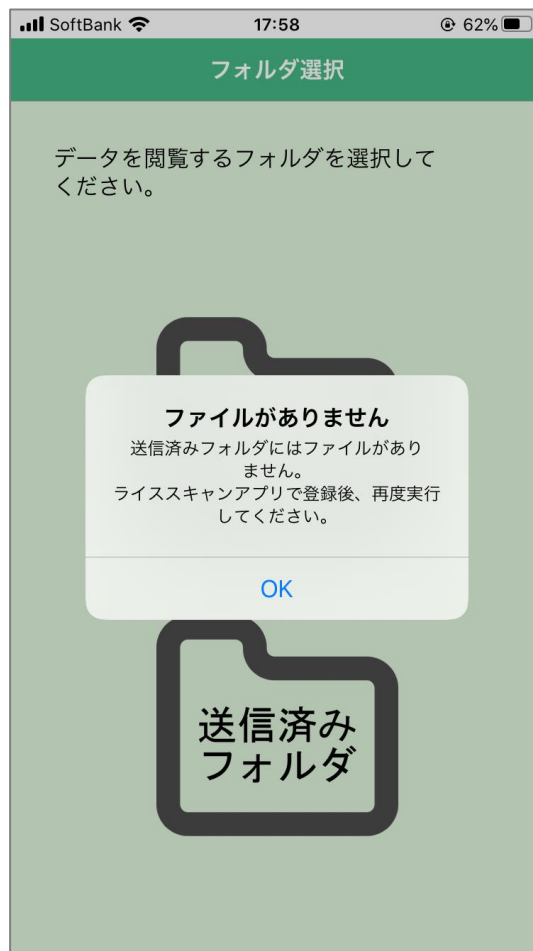 SoftBank 17:58 62%
フォルダ選択
データを閲覧するフォルダを選択して
ください。
ファイルがありません
送信済みフォルダにはファイルがあり
ません。
ライススキャンアプリで登録後、再度実行
してください。
OK
送信済み
フォルダ